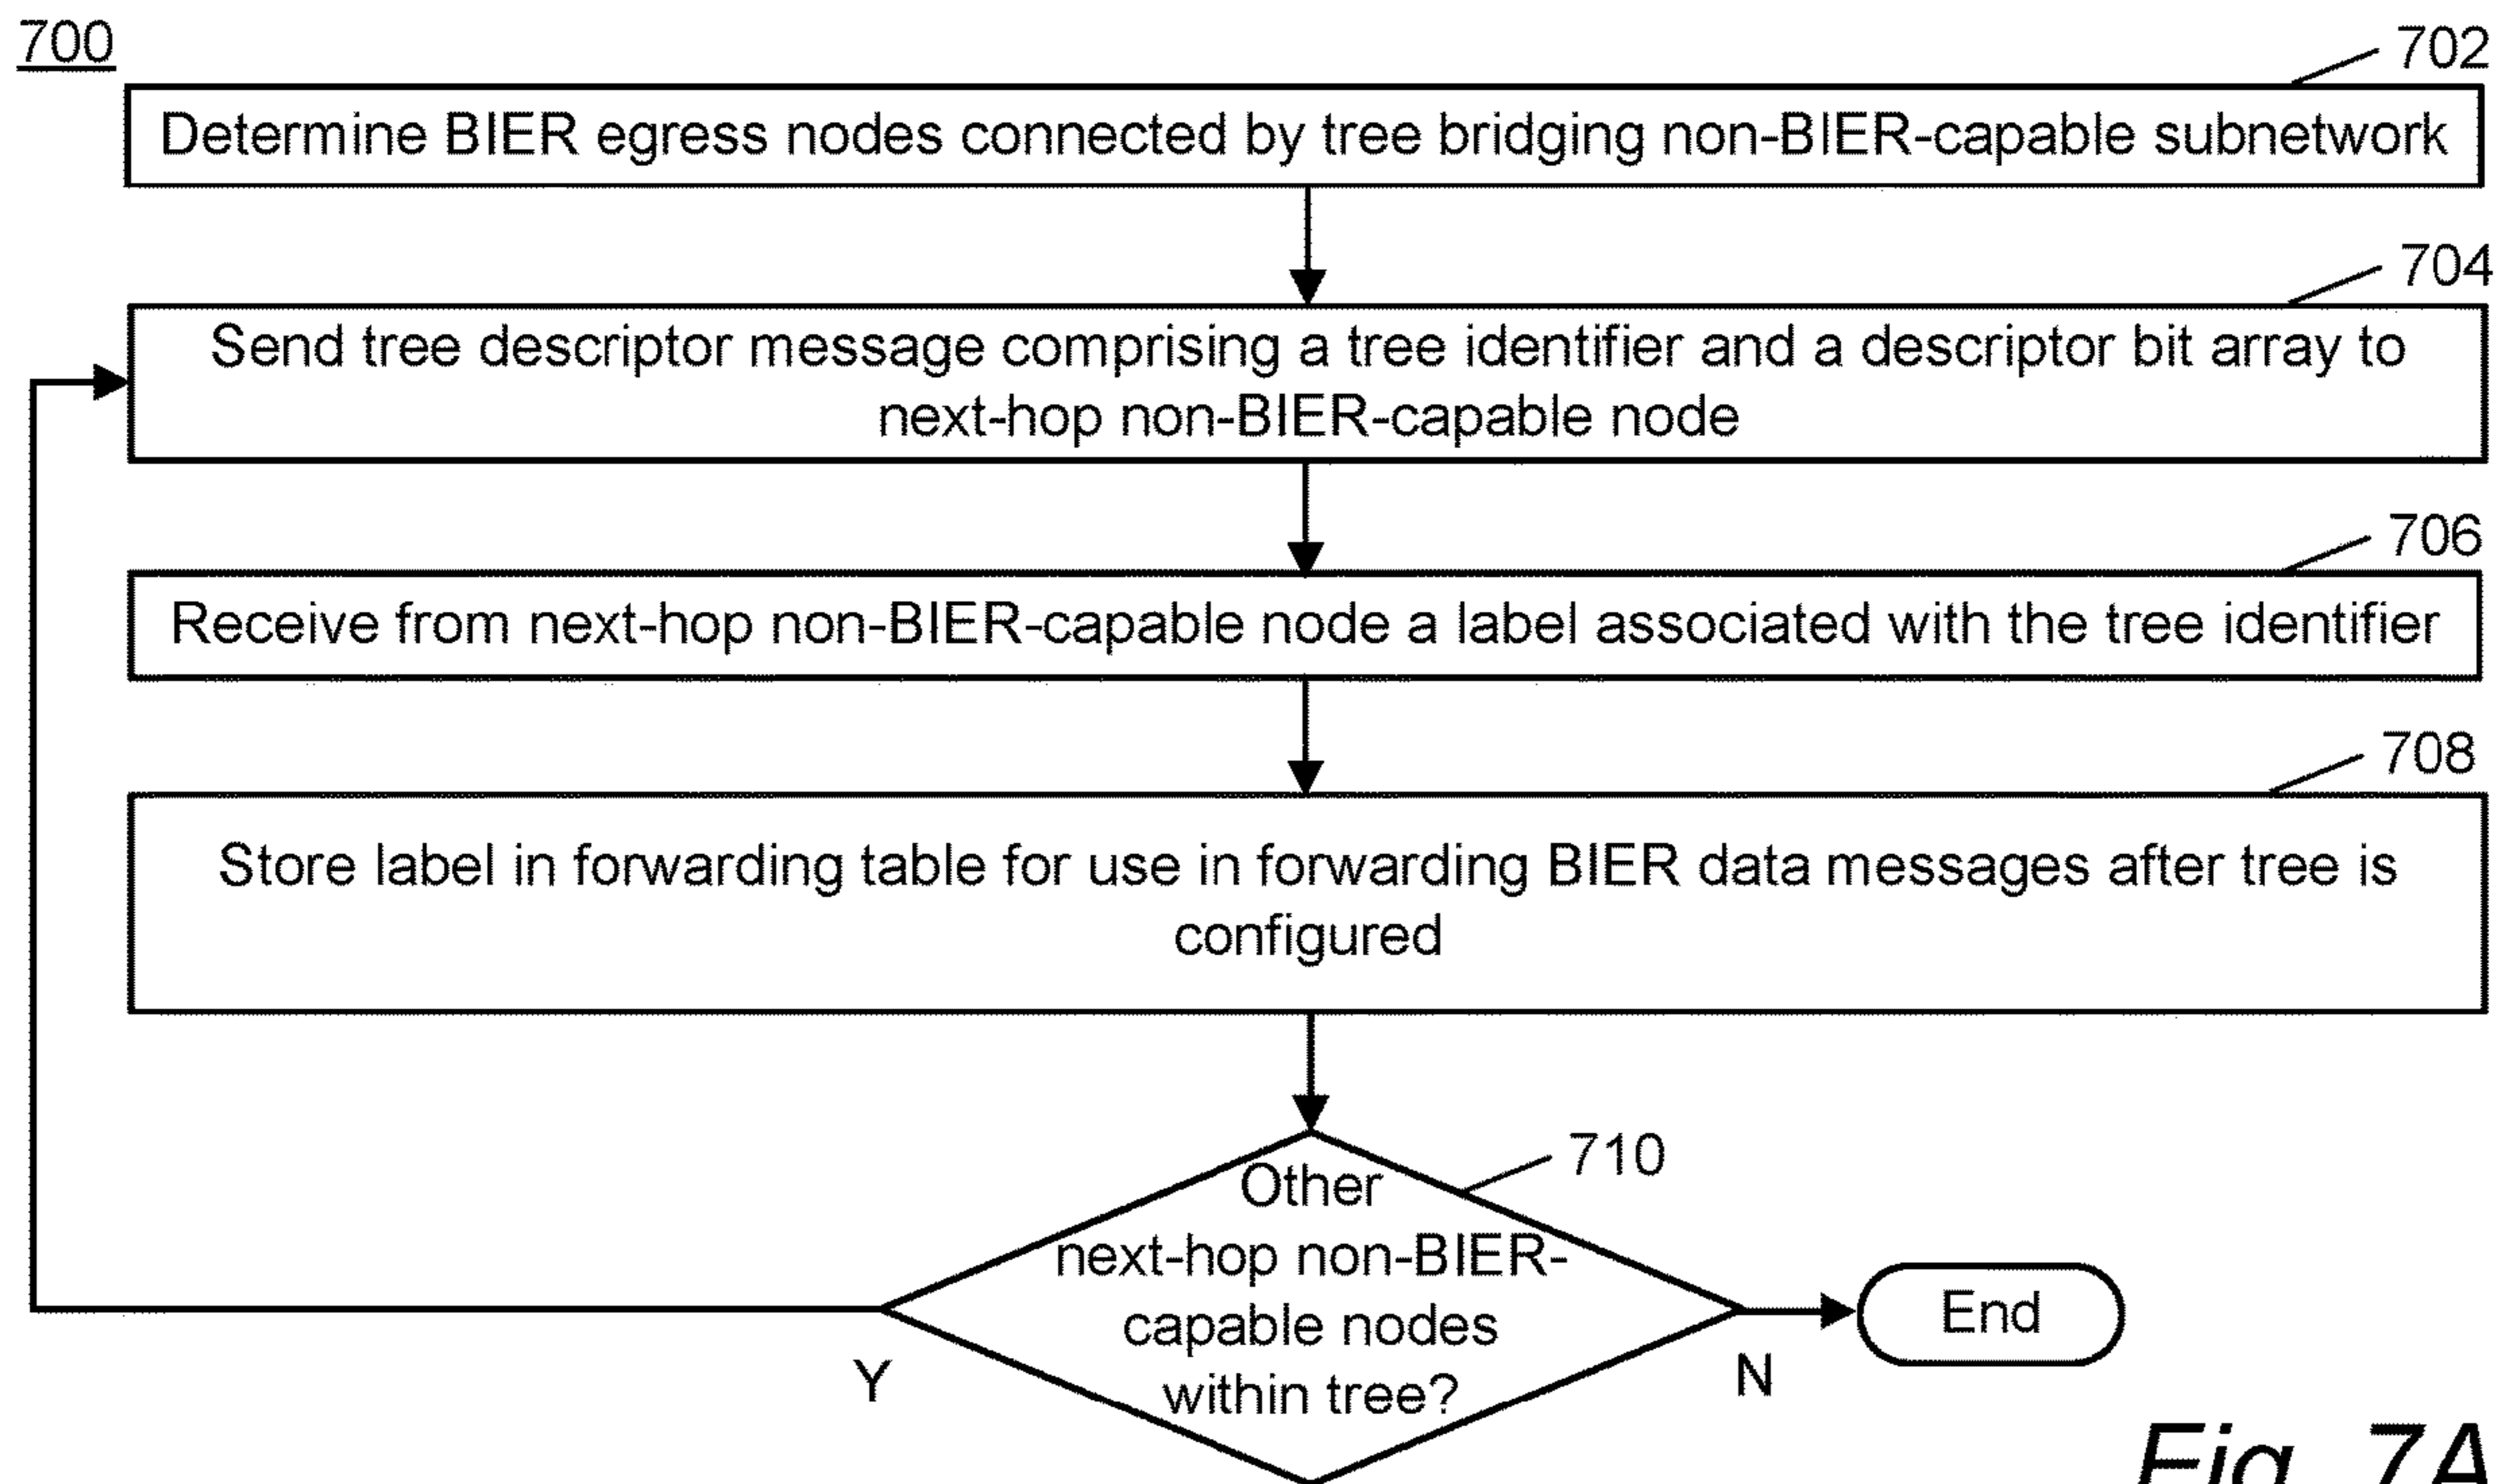 700
702
Determine BIER egress nodes connected by tree bridging non-BIER-capable subnetwork
704
Send tree descriptor message comprising a tree identifier and a descriptor bit array to
next-hop non-BIER-capable node
706
Receive from next-hop non-BIER-capable node a label associated with the tree identifier
708
Store label in forwarding table for use in forwarding BIER data messages after tree is
configured
710
Other
next-hop non-BIER-
capable nodes
within tree?
Y
N
End
Fig. 7A